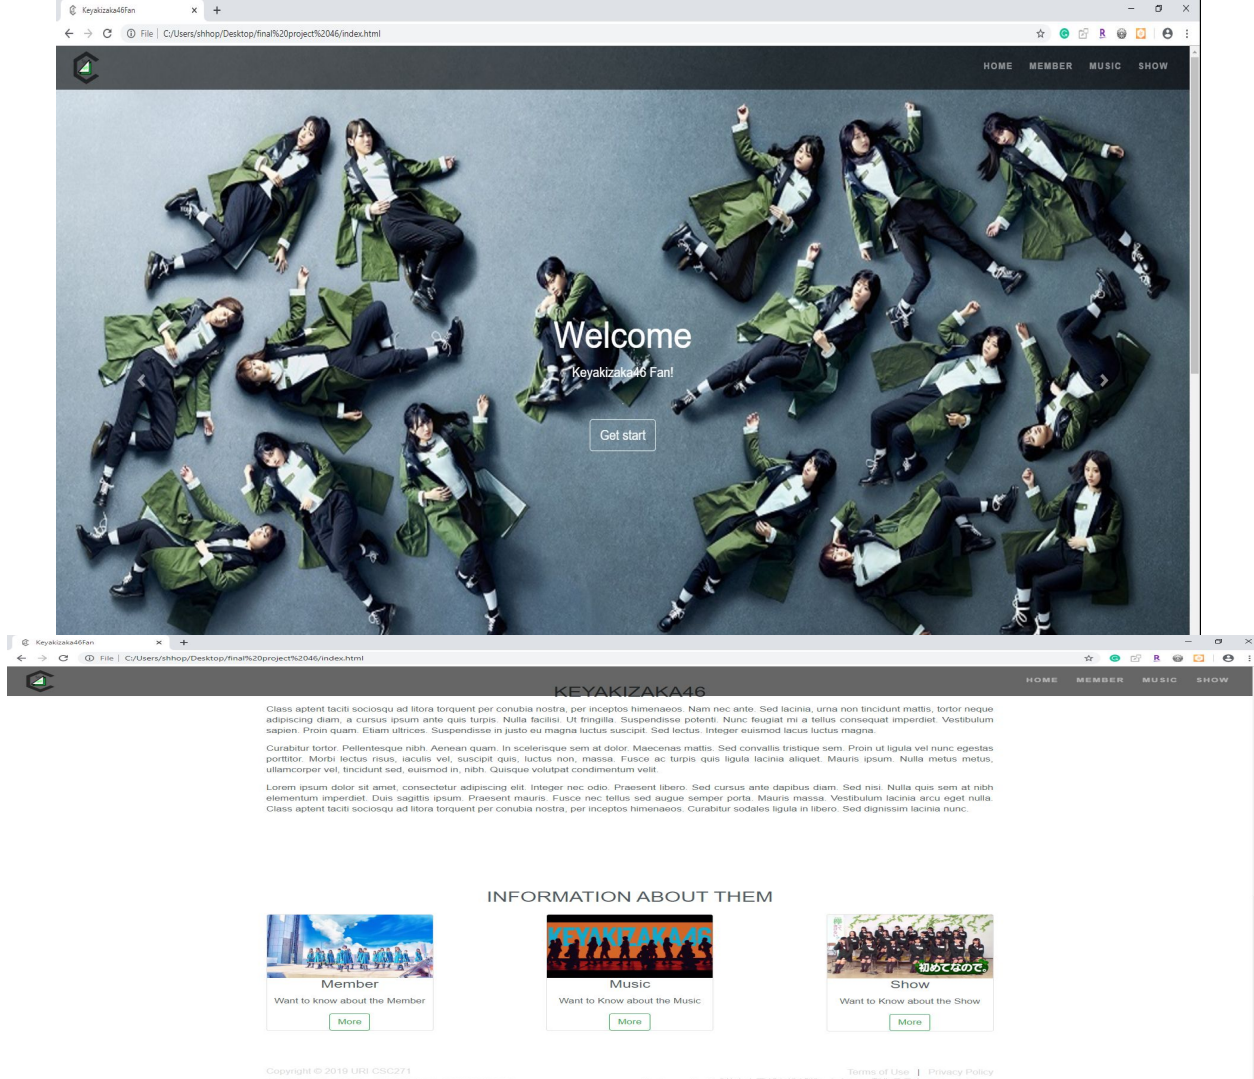 Keyakizaka46Fan
File | C:/Users/shhop/Desktop/final%20project%2046/index.html
HOME MEMBER MUSIC SHOW
Welcome
Keyakizaka46 Fan!
Get start
Keyakizaka46Fan
File | C:/Users/shhop/Desktop/final%20project%2046/index.html
HOME MEMBER MUSIC SHOW
KEYAKIZAKA46
Class aptent taciti sociosqu ad litora torquent per conubia nostra, per inceptos himenaeos. Nam nec ante. Sed lacinia, urna non tincidunt mattis, tortor neque
adipiscing diam, a cursus ipsum ante quis turpis. Nulla facilisi. Ut fringilla. Suspendisse potenti. Nunc feugiat mi a tellus consequat imperdiet. Vestibulum
sapien. Proin quam. Etiam ultrices. Suspendisse in justo eu magna luctus suscipit. Sed lectus. Integer euismod lacus luctus magna.
Curabitur tortor. Pellentesque nibh. Aenean quam. In scelerisque sem at dolor. Maecenas mattis. Sed convallis tristique sem. Proin ut ligula vel nunc egestas
porttitor. Morbi lectus risus, iaculis vel, suscipit quis, luctus non, massa. Fusce ac turpis quis ligula lacinia aliquet. Mauris ipsum. Nulla metus metus,
ullamcorper vel, tincidunt sed, euismod in, nibh. Quisque volutpat condimentum velit.
Lorem ipsum dolor sit amet, consectetur adipiscing elit. Integer nec odio. Praesent libero. Sed cursus ante dapibus diam. Sed nisi. Nulla quis sem at nibh
elementum imperdiet. Duis sagittis ipsum. Praesent mauris. Fusce nec tellus sed augue semper porta. Mauris massa. Vestibulum lacinia arcu eget nulla.
Class aptent taciti sociosqu ad litora torquent per conubia nostra, per inceptos himenaeos. Curabitur sodales ligula in libero. Sed dignissim lacinia nunc.
INFORMATION ABOUT THEM
KEYAKIZAKA46
初めてなので。
Member Music Show
Want to know about the Member Want to Know about the Music Want to Know about the Show
More More More
Copyright © 2019 URI CSC271 Terms of Use | Privacy Policy